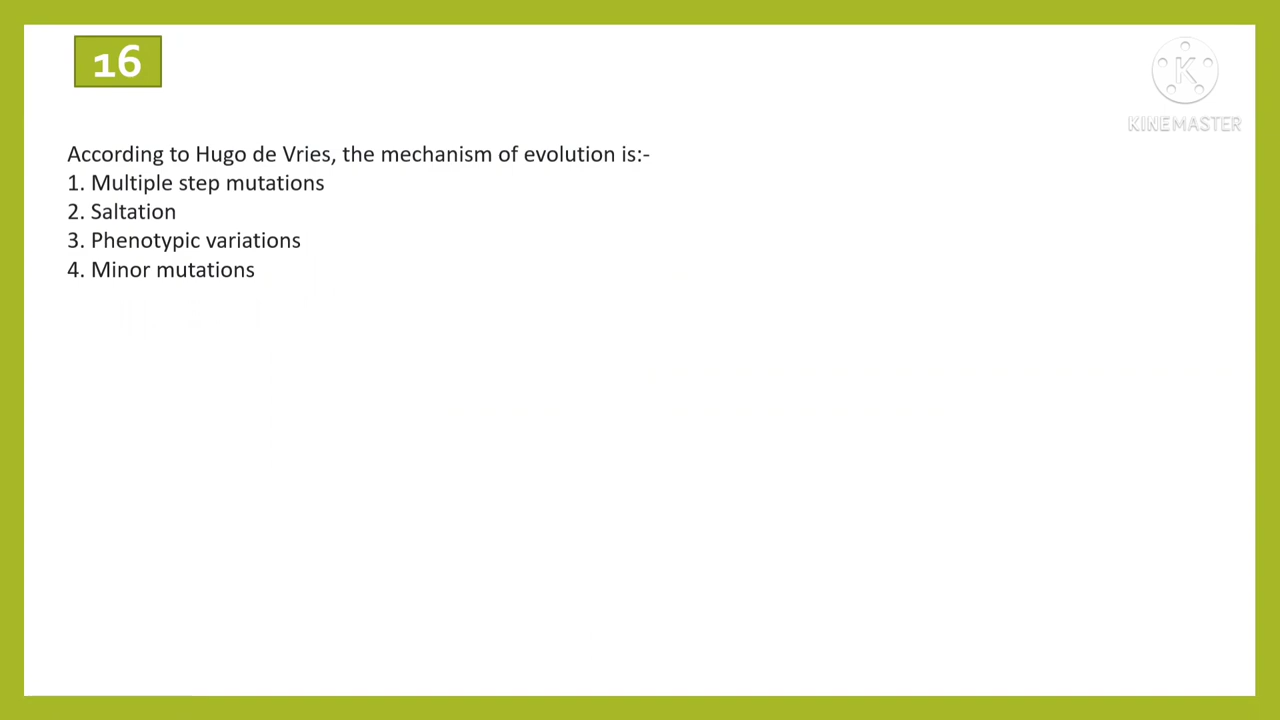 16
KINEMASTER
According to Hugo de Vries, the mechanism of evolution is:-
1. Multiple step mutations
2. Saltation
3. Phenotypic variations
4. Minor mutations